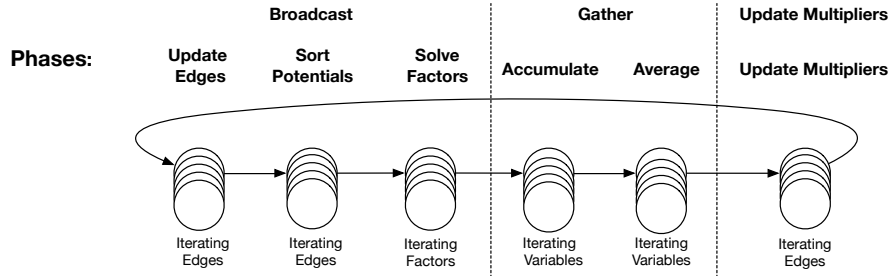 Broadcast Gather Update Multipliers
Phases:
Update
Edges
Sort
Potentials
Solve
Factors
Accumulate
Average
Update Multipliers
Iterating
Edges
Iterating
Edges
Iterating
Factors
Iterating
Variables
Iterating
Variables
Iterating
Edges